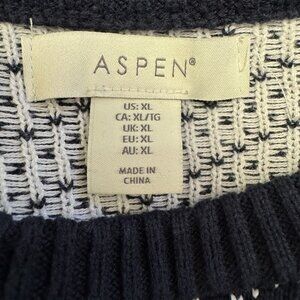 ASPEN®
US: XL
CA: XL/TG
UK: XL
EU: XL
AU: XL
MADE IN
CHINA